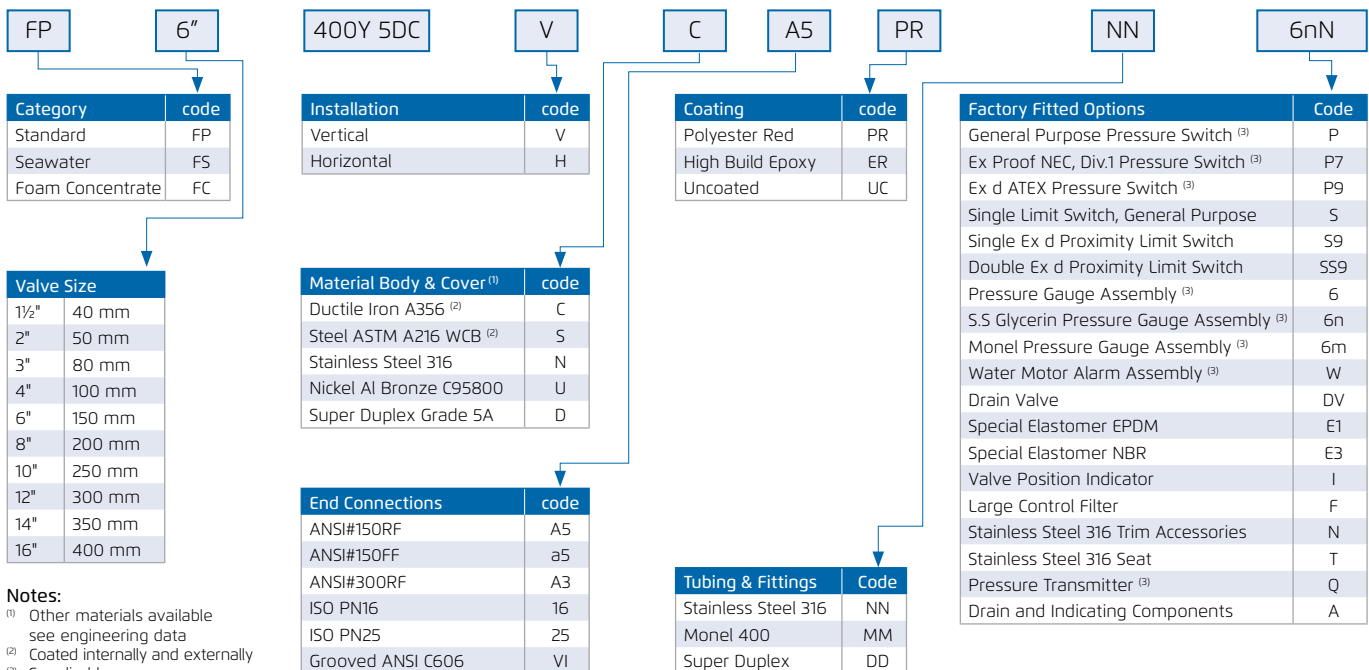 FP 6″ 400Y 5DC V C A5 PR NN 6nN
Category code
Standard FP
Seawater FS
Foam Concentrate FC
Valve Size
1½" 40 mm
2" 50 mm
3" 80 mm
4" 100 mm
6" 150 mm
8" 200 mm
10" 250 mm
12" 300 mm
14" 350 mm
16" 400 mm
Notes:
(1) Other materials available
see engineering data
(2) Coated internally and externally
Installation code
Vertical V
Horizontal H
Material Body & Cover (1) code
Ductile Iron A356 (2) C
Steel ASTM A216 WCB (2) S
Stainless Steel 316 N
Nickel Al Bronze C95800 U
Super Duplex Grade 5A D
End Connections code
ANSI#150RF A5
ANSI#150FF a5
ANSI#300RF A3
ISO PN16 16
ISO PN25 25
Grooved ANSI C606 VI
Coating code
Polyester Red PR
High Build Epoxy ER
Uncoated UC
Tubing & Fittings Code
Stainless Steel 316 NN
Monel 400 MM
Super Duplex DD
Factory Fitted Options Code
General Purpose Pressure Switch (3) P
Ex Proof NEC, Div.1 Pressure Switch (3) P7
Ex d ATEX Pressure Switch (3) P9
Single Limit Switch, General Purpose S
Single Ex d Proximity Limit Switch S9
Double Ex d Proximity Limit Switch SS9
Pressure Gauge Assembly (3) 6
S.S Glycerin Pressure Gauge Assembly (3) 6n
Monel Pressure Gauge Assembly (3) 6m
Water Motor Alarm Assembly (3) W
Drain Valve DV
Special Elastomer EPDM E1
Special Elastomer NBR E3
Valve Position Indicator I
Large Control Filter F
Stainless Steel 316 Trim Accessories N
Stainless Steel 316 Seat T
Pressure Transmitter (3) Q
Drain and Indicating Components A